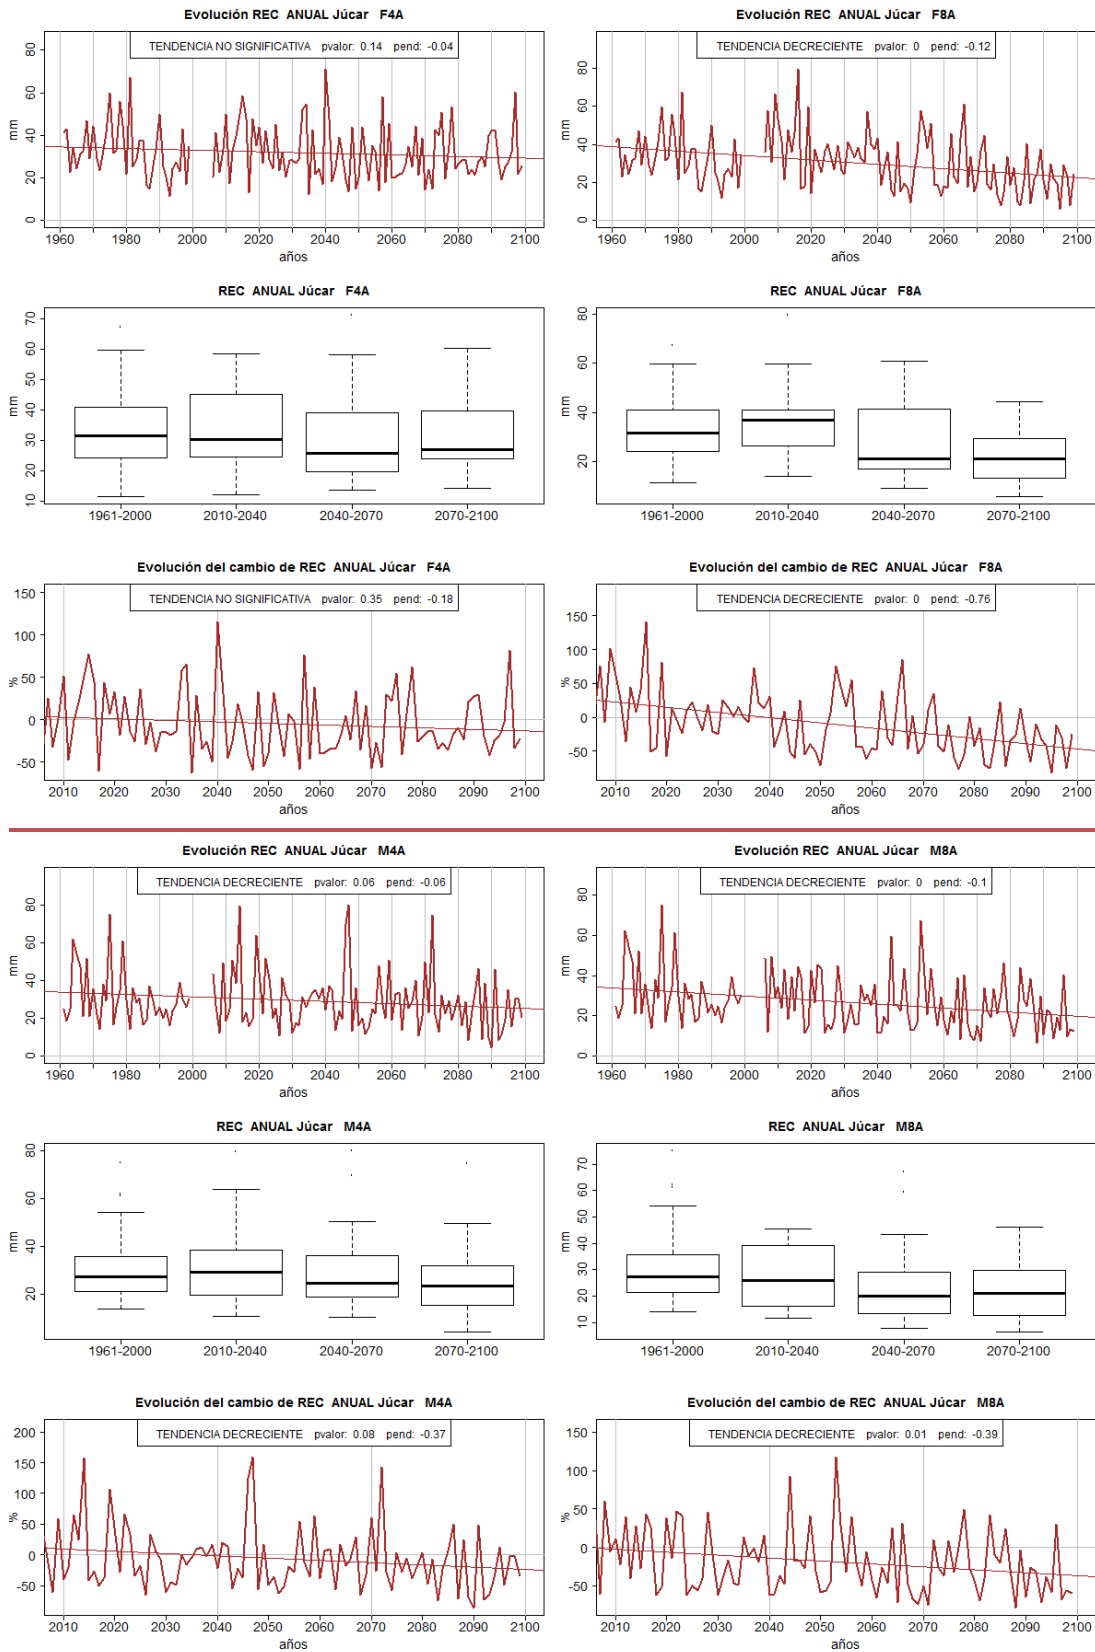 Evolución REC ANUAL Júcar F4A
TENDENCIA NO SIGNIFICATIVA pvalor: 0.14 pend: -0.04
mm
0 20 40 60 80
1960 1980 2000 2020 2040 2060 2080 2100
años
Evolución REC ANUAL Júcar F8A
TENDENCIA DECRECIENTE pvalor: 0 pend: -0.12
mm
0 20 40 60 80
1960 1980 2000 2020 2040 2060 2080 2100
años
REC ANUAL Júcar F4A
mm
10 20 30 40 50 60 70
1961-2000 2010-2040 2040-2070 2070-2100
REC ANUAL Júcar F8A
mm
20 40 60 80
1961-2000 2010-2040 2040-2070 2070-2100
Evolución del cambio de REC ANUAL Júcar F4A
TENDENCIA NO SIGNIFICATIVA pvalor: 0.35 pend: -0.18
%
-50 0 50 100 150
2010 2020 2030 2040 2050 2060 2070 2080 2090 2100
años
Evolución del cambio de REC ANUAL Júcar F8A
TENDENCIA DECRECIENTE pvalor: 0 pend: -0.76
%
-50 0 50 100 150
2010 2020 2030 2040 2050 2060 2070 2080 2090 2100
años
Evolución REC ANUAL Júcar M4A
TENDENCIA DECRECIENTE pvalor: 0.06 pend: -0.06
mm
0 20 40 60 80
1960 1980 2000 2020 2040 2060 2080 2100
años
Evolución REC ANUAL Júcar M8A
TENDENCIA DECRECIENTE pvalor: 0 pend: -0.1
mm
0 20 40 60 80
1960 1980 2000 2020 2040 2060 2080 2100
años
REC ANUAL Júcar M4A
mm
20 40 60 80
1961-2000 2010-2040 2040-2070 2070-2100
REC ANUAL Júcar M8A
mm
10 20 30 40 50 60 70
1961-2000 2010-2040 2040-2070 2070-2100
Evolución del cambio de REC ANUAL Júcar M4A
TENDENCIA DECRECIENTE pvalor: 0.08 pend: -0.37
%
-50 0 50 100 150 200
2010 2020 2030 2040 2050 2060 2070 2080 2090 2100
años
Evolución del cambio de REC ANUAL Júcar M8A
TENDENCIA DECRECIENTE pvalor: 0.01 pend: -0.39
%
-50 0 50 100 150
2010 2020 2030 2040 2050 2060 2070 2080 2090 2100
años